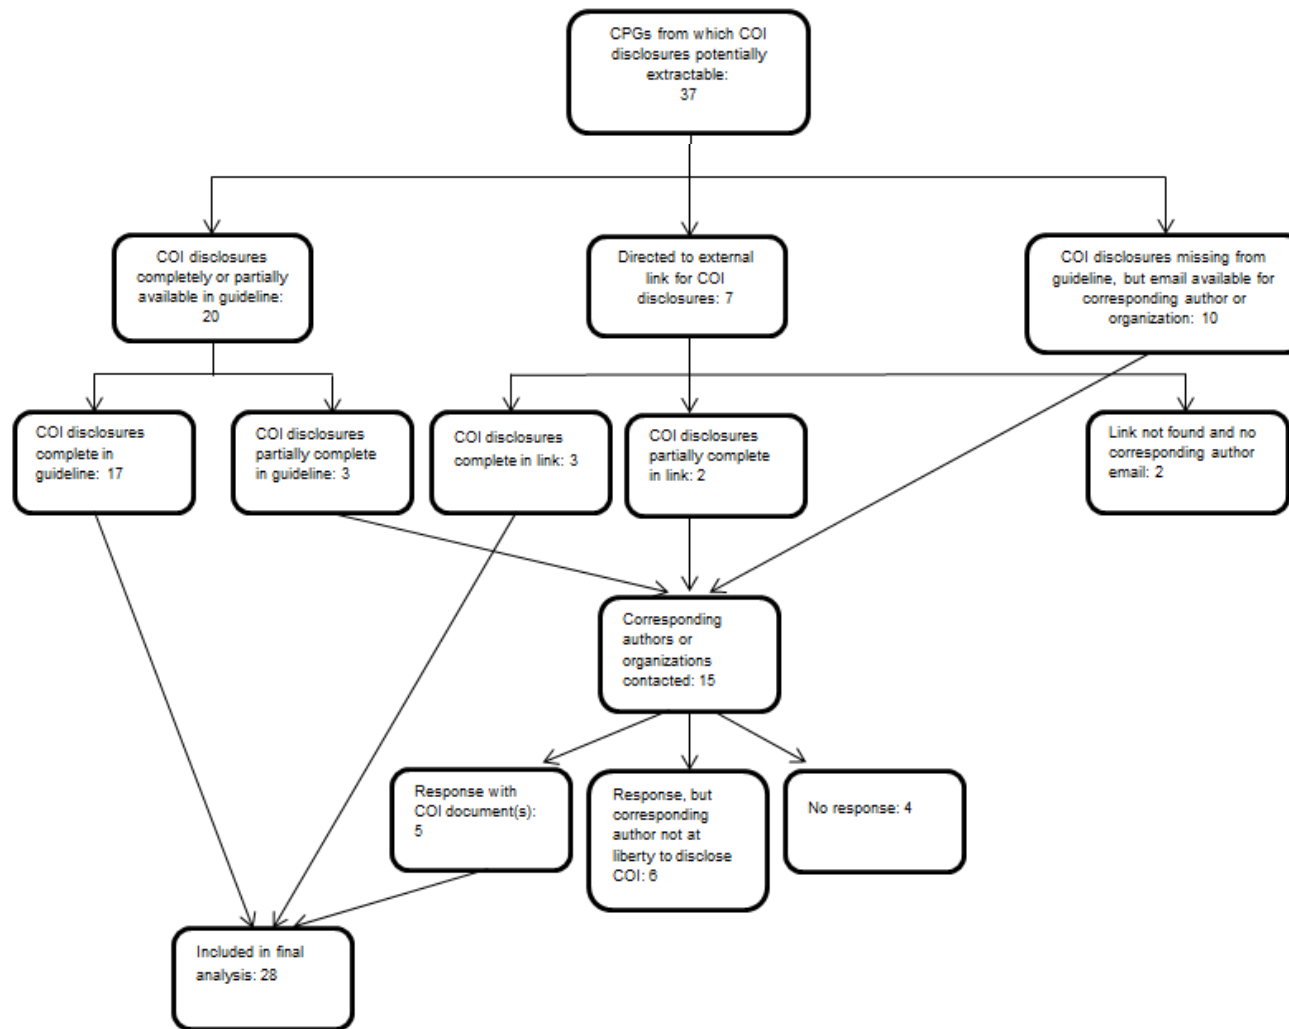 CPGs from which COI
disclosures potentially
extractable:
37
COI disclosures
completely or partially
available in guideline:
20
Directed to external
link for COI
disclosures: 7
COI disclosures missing from
guideline, but email available for
corresponding author or
organization: 10
COI disclosures
complete in
guideline: 17
COI disclosures
partially complete
in guideline: 3
COI disclosures
complete in link: 3
COI disclosures
partially complete
in link: 2
Link not found and no
corresponding author
email: 2
Corresponding
authors or
organizations
contacted: 15
Response with
COI document(s):
5
Response, but
corresponding
author not at
liberty to disclose
COI: 6
No response: 4
Included in final
analysis: 28